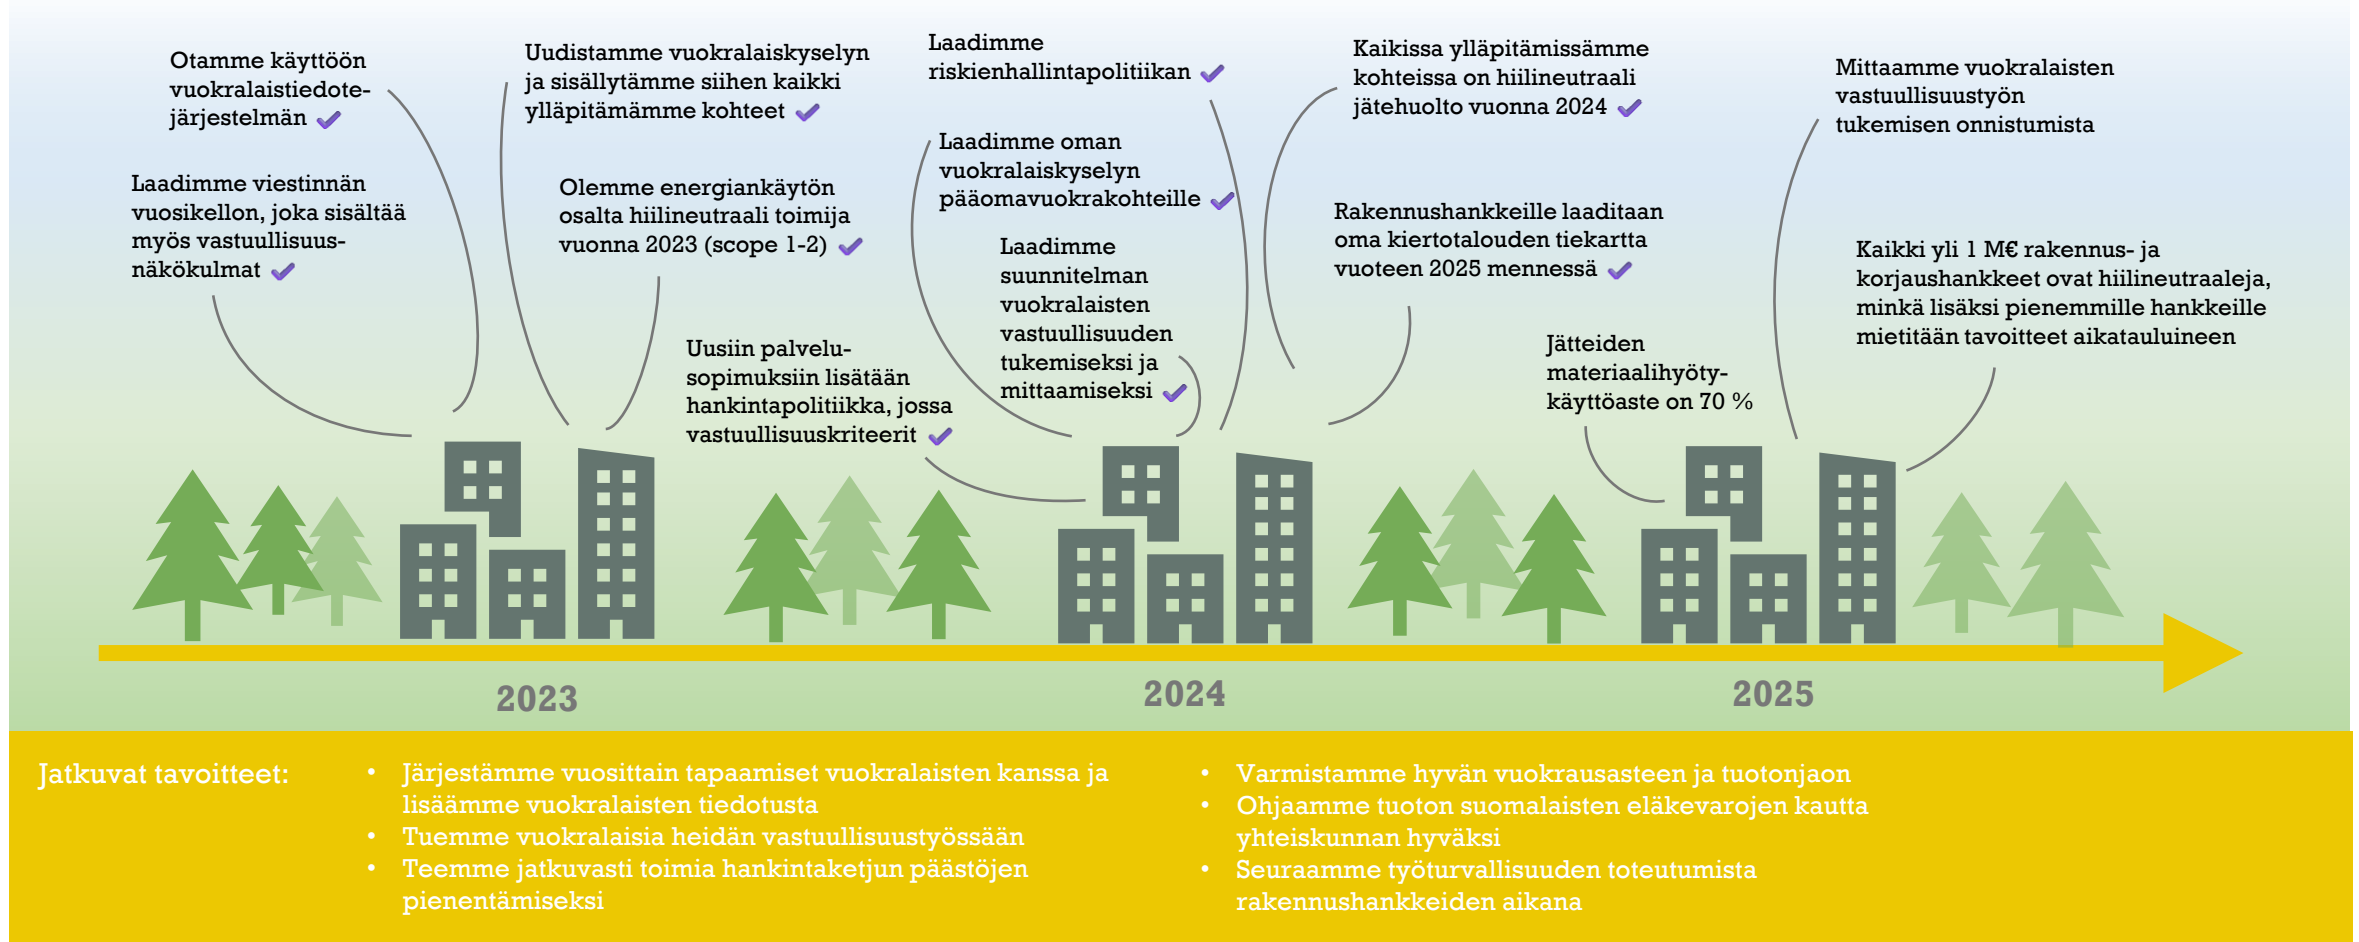 Otamme käyttöön
vuokralaistiedote-
järjestelmän
Laadimme viestinnän
vuosikellon, joka sisältää
myös vastuullisuus-
näkökulmat
Uudistamme vuokralaiskyselyn
ja sisällytämme siihen kaikki
ylläpitämämme kohteet
Olemme energiankäytön
osalta hiilineutraali toimija
vuonna 2023 (scope 1-2)
Uusiin palvelu-
sopimuksiin lisätään
hankintapolitiikka, jossa
vastuullisuuskriteerit
Laadimme
riskienhallintapolitiikan
Laadimme oman
vuokralaiskyselyn
pääomavuokrakohteille
Laadimme
suunnitelman
vuokralaisten
vastuullisuuden
tukemiseksi ja
mittaamiseksi
Kaikissa ylläpitämissämme
kohteissa on hiilineutraali
jätehuolto vuonna 2024
Rakennushankkeille laaditaan
oma kiertotalouden tiekartta
vuoteen 2025 mennessä
Jätteiden
materiaalihyöty-
käyttöaste on 70 %
Mittaamme vuokralaisten
vastuullisuustyön
tukemisen onnistumista
Kaikki yli 1 M€ rakennus- ja
korjaushankkeet ovat hiilineutraaleja,
minkä lisäksi pienemmille hankkeille
mietitään tavoitteet aikatauluineen
2023
2024
2025
Jatkuvat tavoitteet:
• Järjestämme vuosittain tapaamiset vuokralaisten kanssa ja
lisäämme vuokralaisten tiedotusta
• Tuemme vuokralaisia heidän vastuullisuustyössään
• Teemme jatkuvasti toimia hankintaketjun päästöjen
pienentämiseksi
• Varmistamme hyvän vuokrausasteen ja tuotonjaon
• Ohjaamme tuoton suomalaisten eläkevarojen kautta
yhteiskunnan hyväksi
• Seuraamme työturvallisuuden toteutumista
rakennushankkeiden aikana